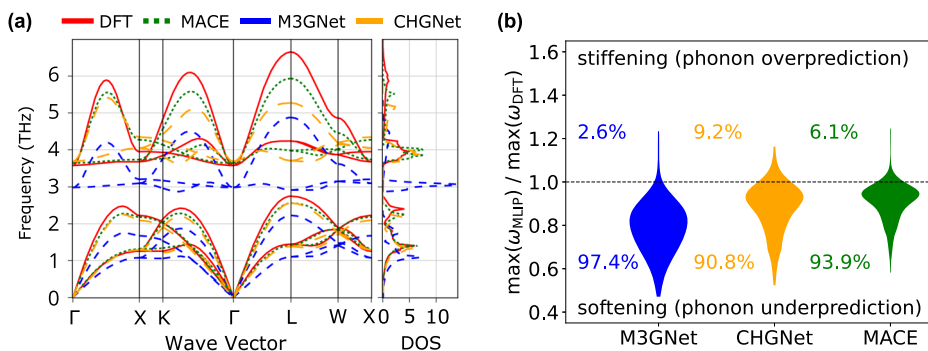 (a)
DFT MACE M3GNet CHGNet
Frequency (THz)
6
5
4
3
2
1
0
Γ X K Γ L W X 0 5 10
Wave Vector DOS
(b)
max(ω_MLIP) / max(ω_DFT)
1.6
1.4
1.2
1.0
0.8
0.6
0.4
stiffening (phonon overprediction)
2.6% 9.2% 6.1%
97.4% 90.8% 93.9%
softening (phonon underprediction)
M3GNet CHGNet MACE